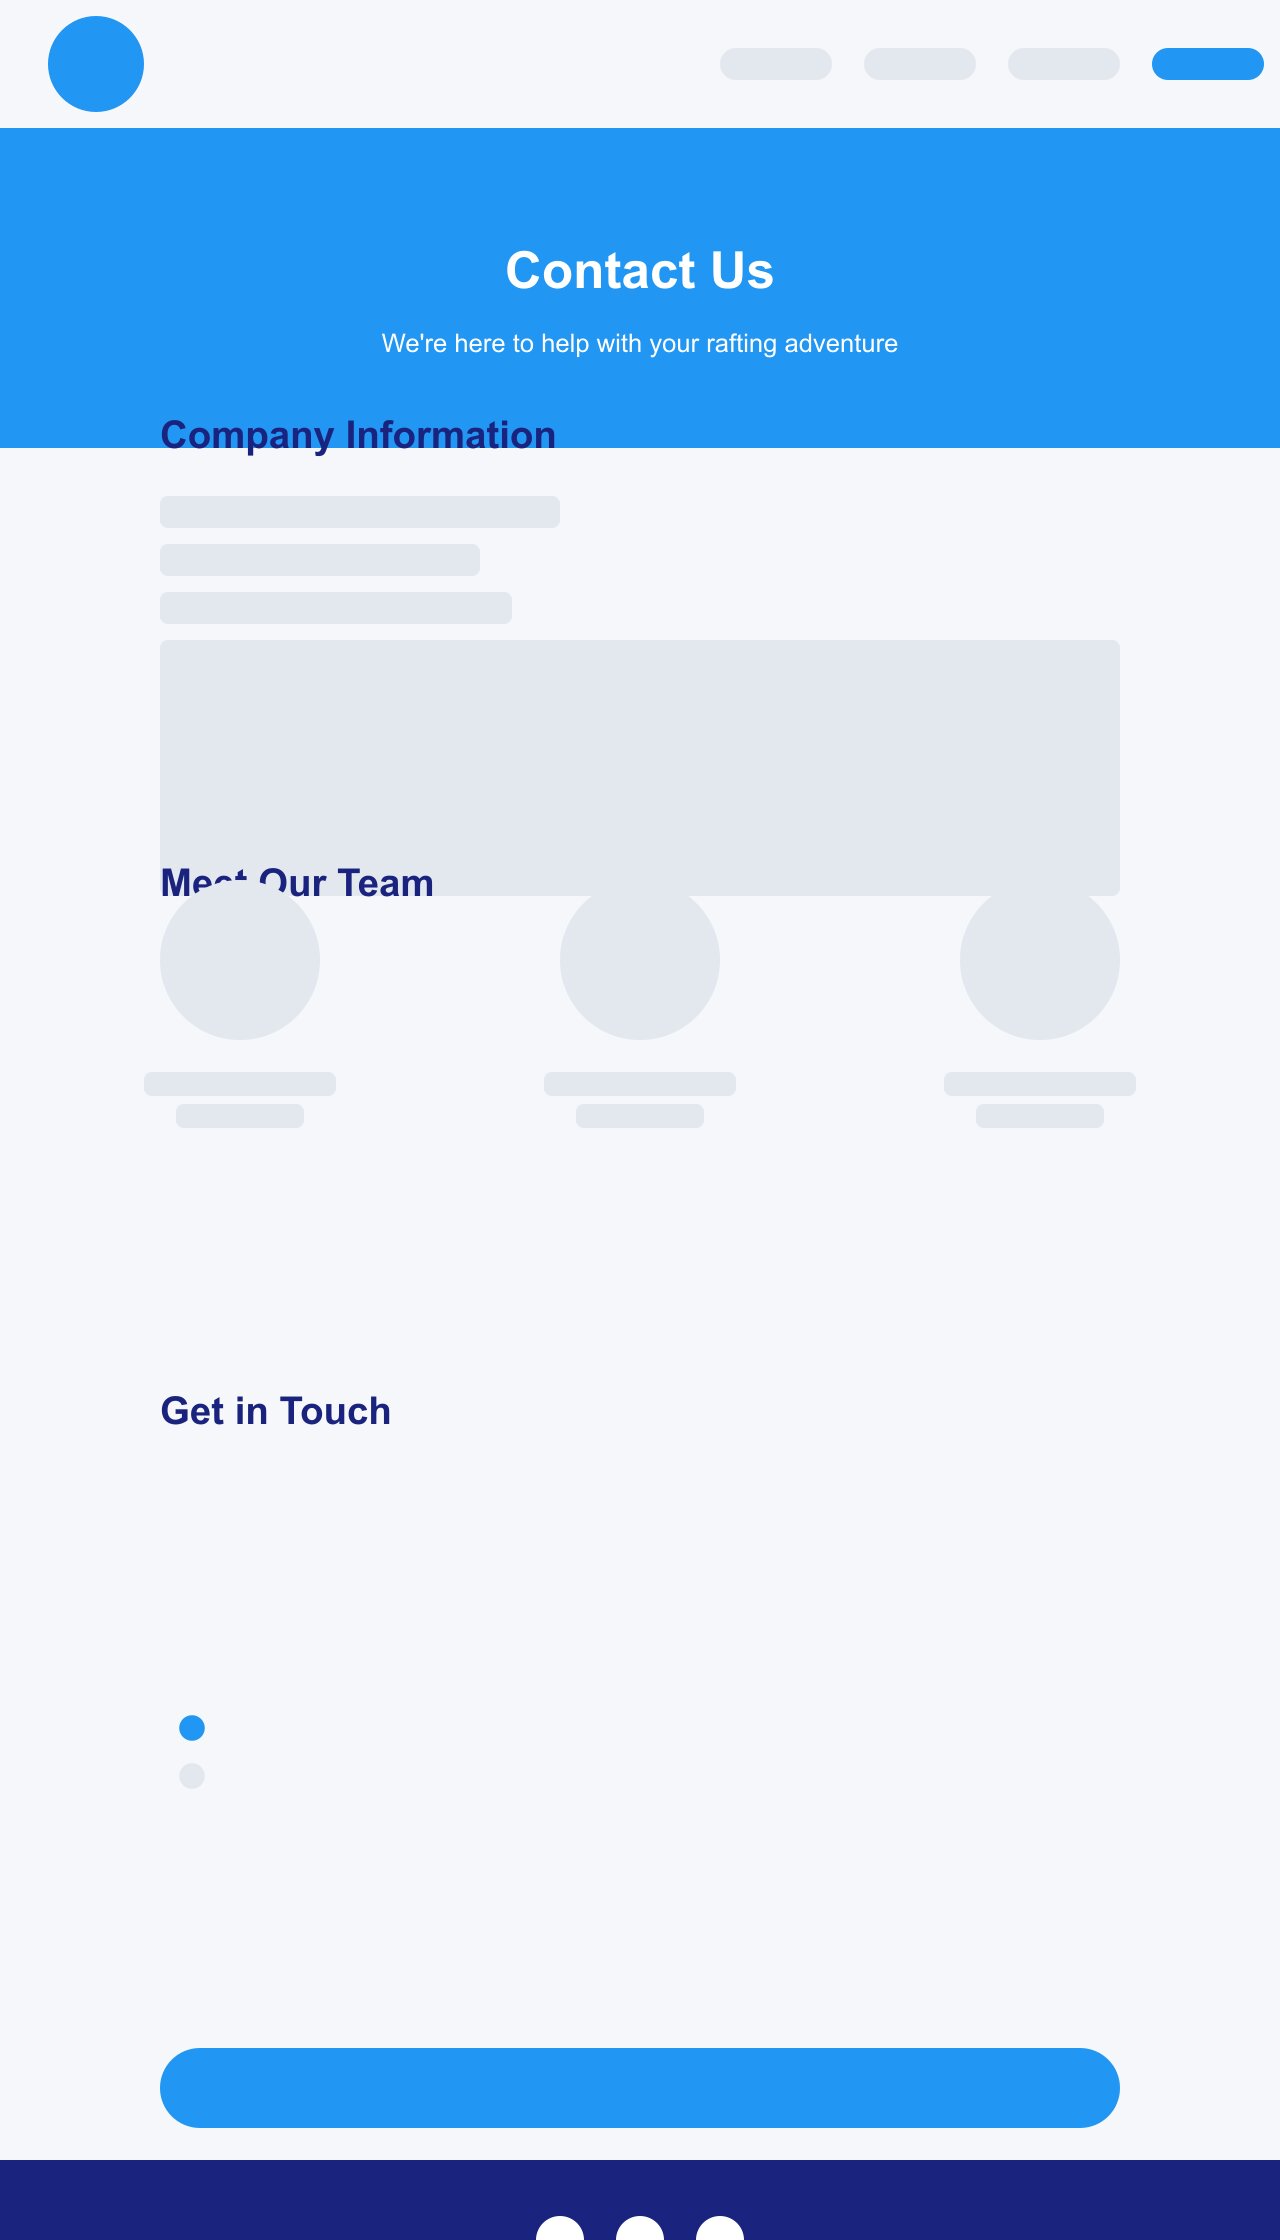 Contact Us
We're here to help with your rafting adventure
Company Information
Meet Our Team
Get in Touch